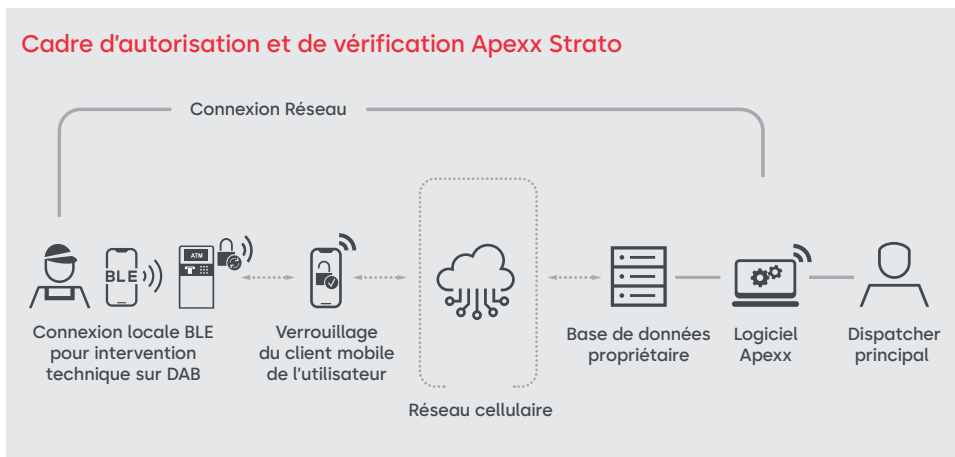 Cadre d'autorisation et de vérification Apexx Strato
Connexion Réseau
BLE
ATM
Connexion locale BLE
pour intervention
technique sur DAB
Verrouillage
du client mobile
de l'utilisateur
Réseau cellulaire
Base de données
propriétaire
Logiciel
Apexx
Dispatcher
principal